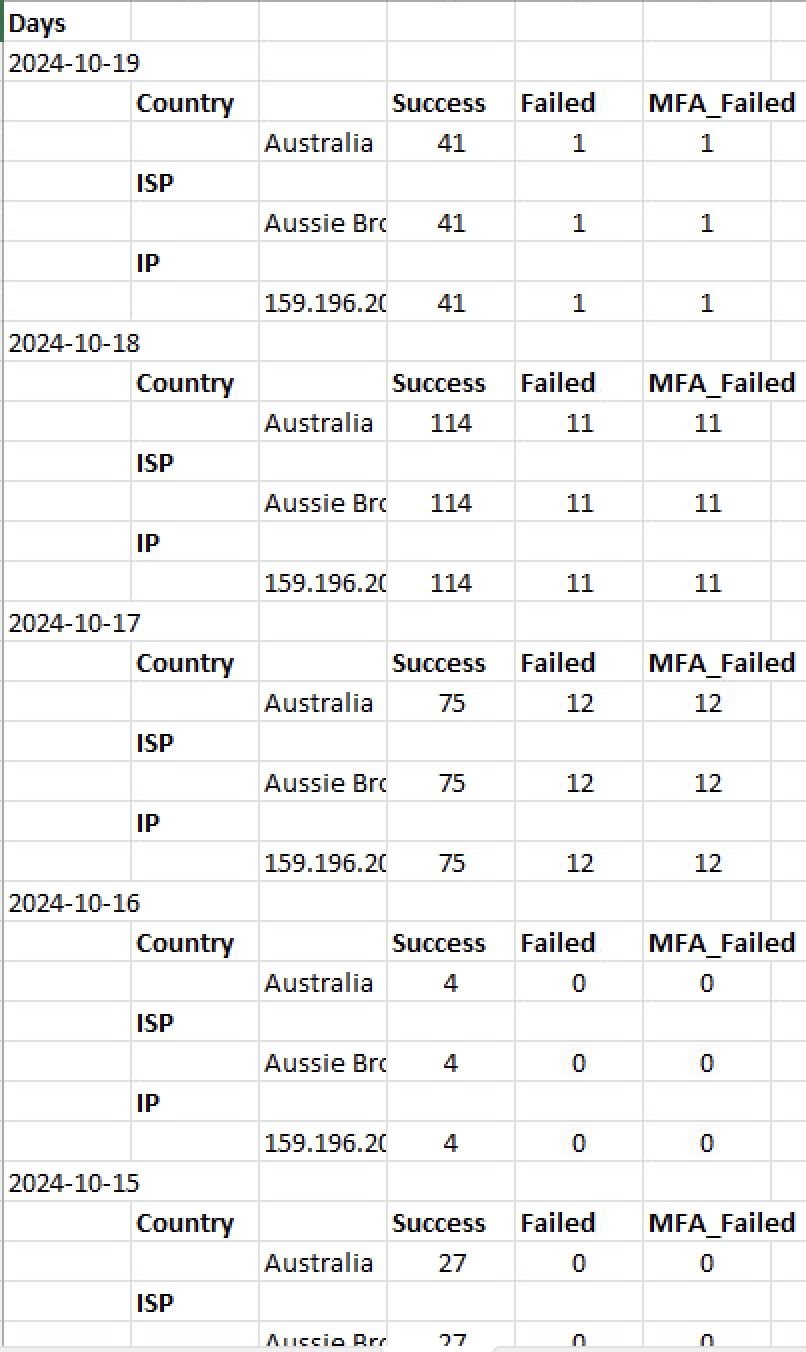 Days
2024-10-19
Country Success Failed MFA_Failed
Australia 41 1 1
ISP
Aussie Bro 41 1 1
IP
159.196.20 41 1 1
2024-10-18
Country Success Failed MFA_Failed
Australia 114 11 11
ISP
Aussie Bro 114 11 11
IP
159.196.20 114 11 11
2024-10-17
Country Success Failed MFA_Failed
Australia 75 12 12
ISP
Aussie Bro 75 12 12
IP
159.196.20 75 12 12
2024-10-16
Country Success Failed MFA_Failed
Australia 4 0 0
ISP
Aussie Bro 4 0 0
IP
159.196.20 4 0 0
2024-10-15
Country Success Failed MFA_Failed
Australia 27 0 0
ISP
Aussie Bro 27 0 0